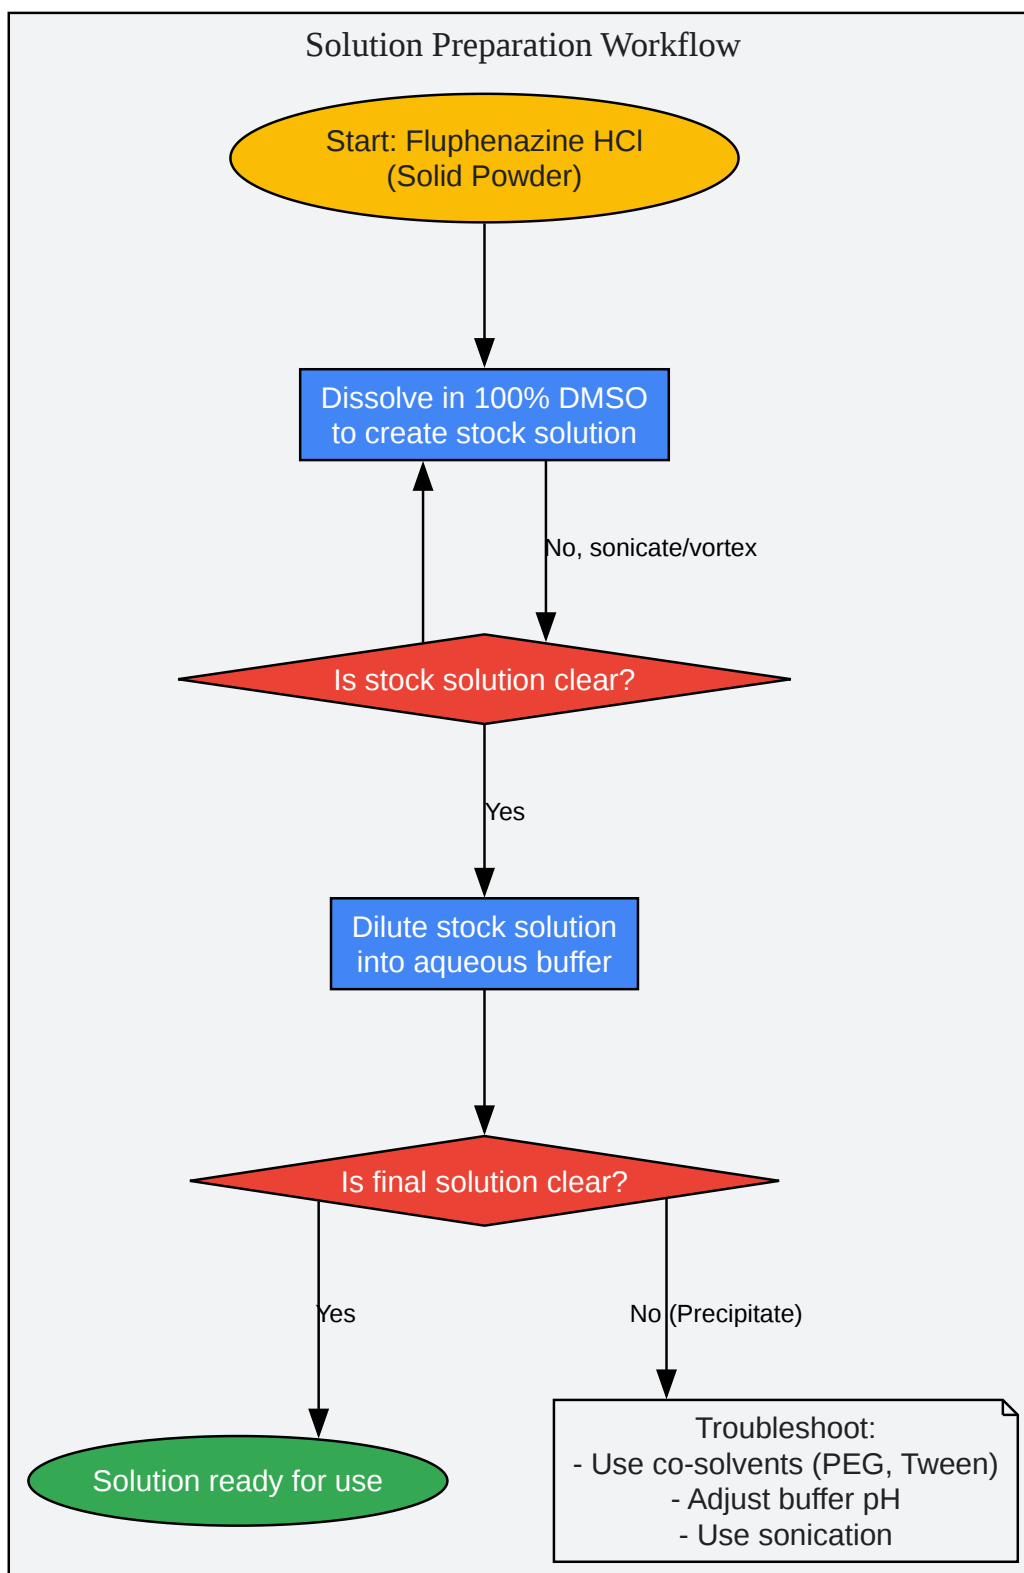 Solution Preparation Workflow
Start: Fluphenazine HCl
(Solid Powder)
Dissolve in 100% DMSO
to create stock solution
No, sonicate/vortex
Is stock solution clear?
Yes
Dilute stock solution
into aqueous buffer
Is final solution clear?
Yes
No (Precipitate)
Solution ready for use
Troubleshoot:
- Use co-solvents (PEG, Tween)
- Adjust buffer pH
- Use sonication